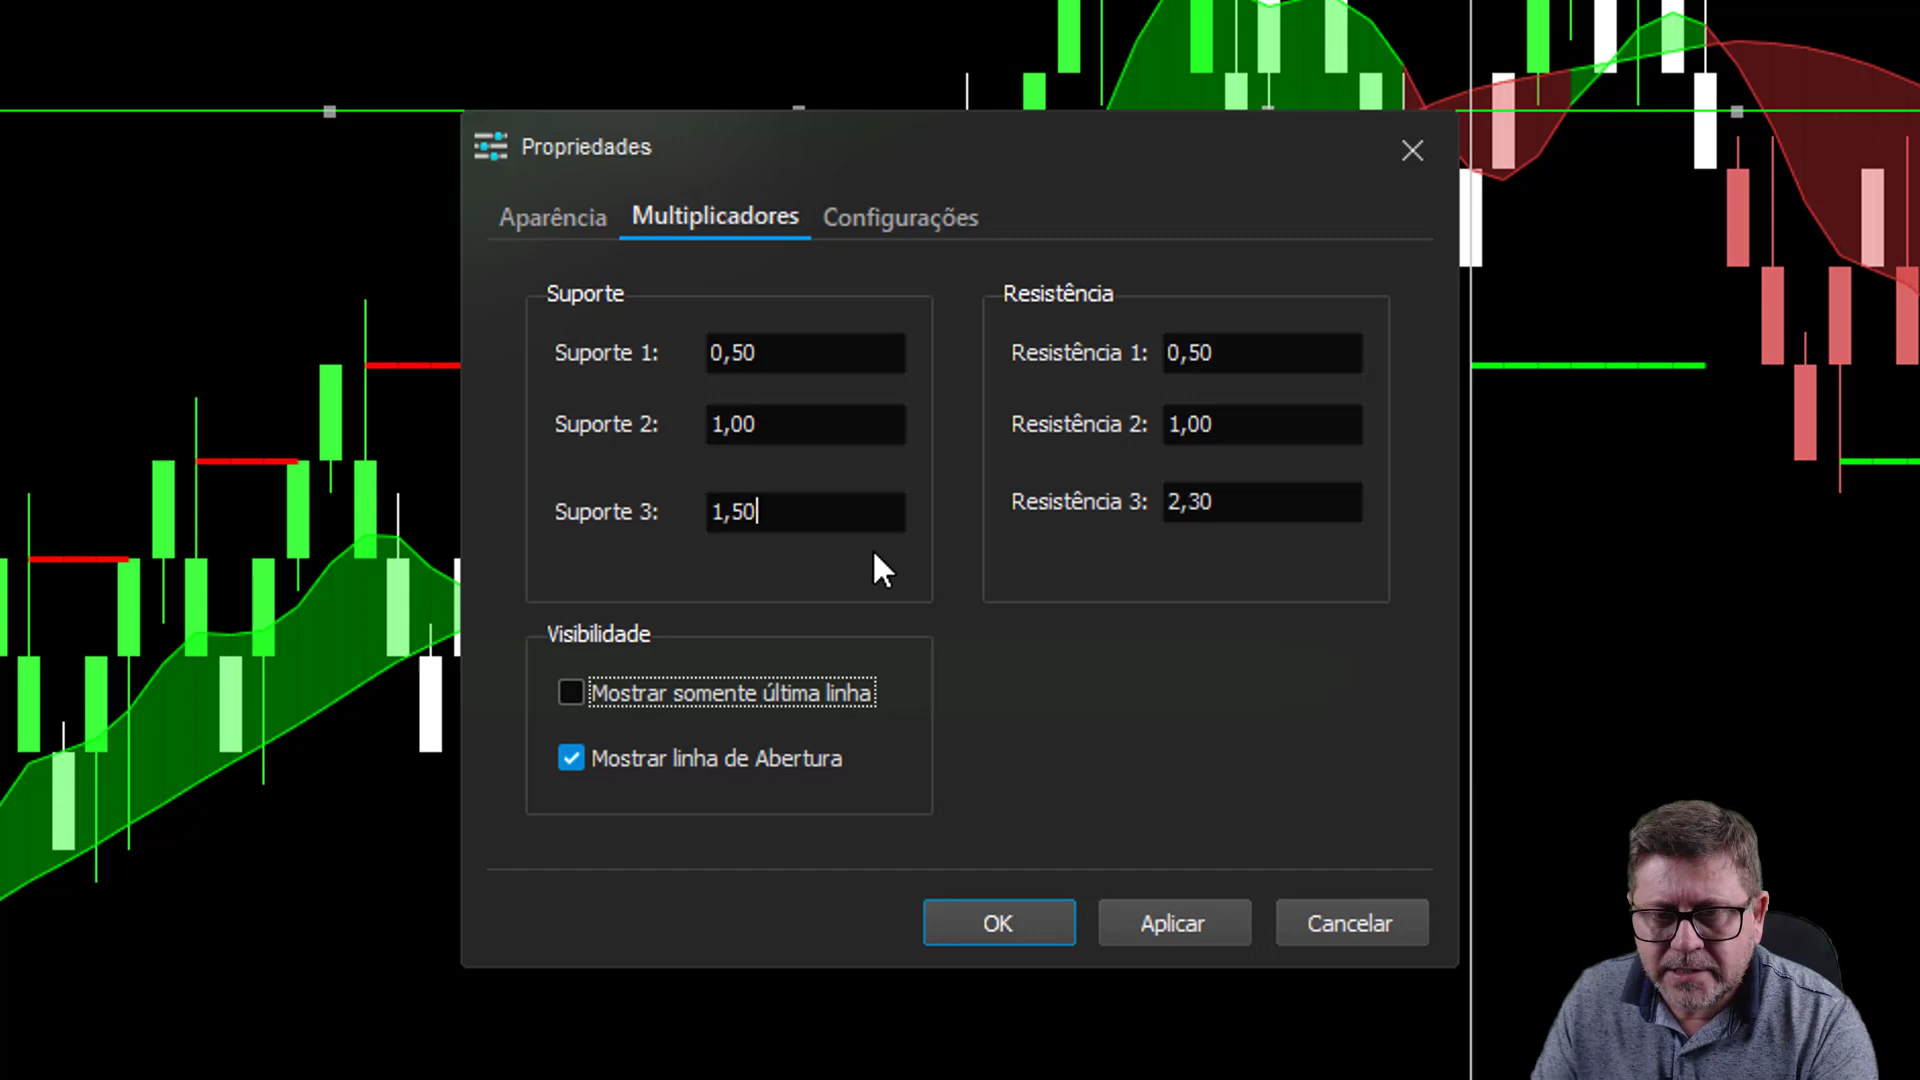 Propriedades
Aparência Multiplicadores Configurações
Suporte
Suporte 1: 0,50
Suporte 2: 1,00
Suporte 3: 1,50
Resistência
Resistência 1: 0,50
Resistência 2: 1,00
Resistência 3: 2,30
Visibilidade
Mostrar somente última linha
Mostrar linha de Abertura
OK Aplicar Cancelar